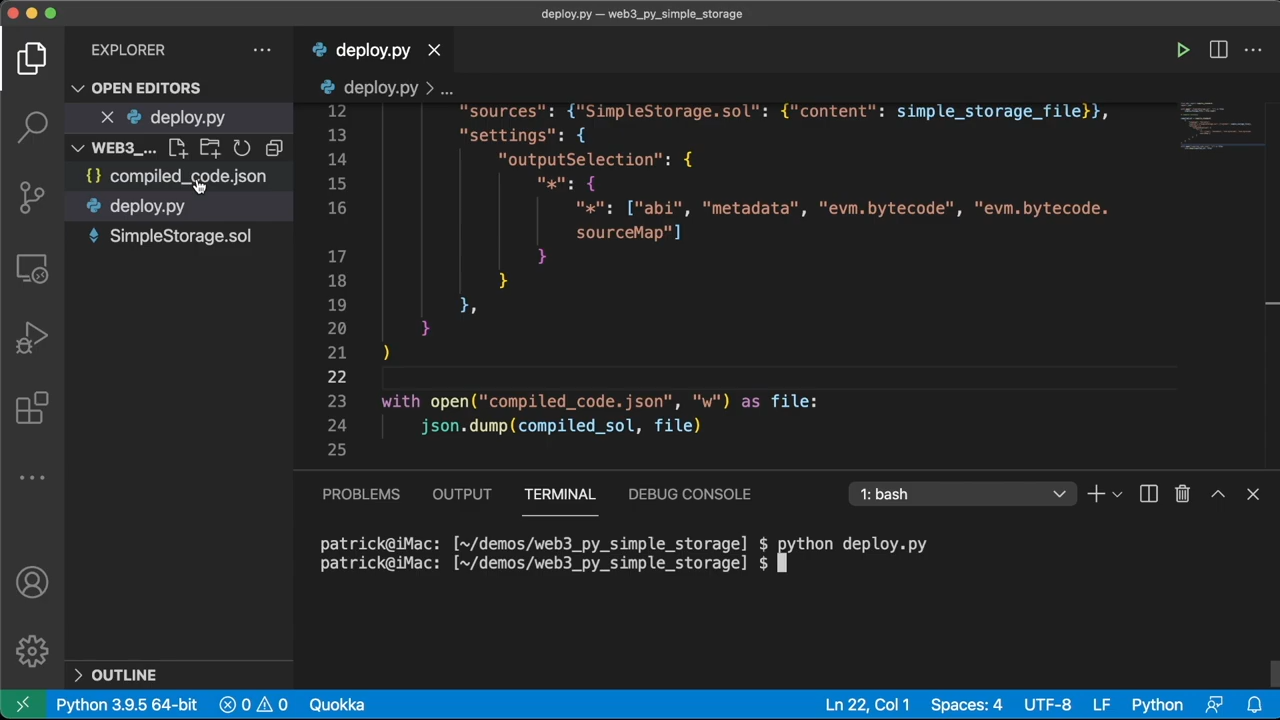 deploy.py — web3_py_simple_storage
EXPLORER
OPEN EDITORS
deploy.py
WEB3_...
compiled_code.json
deploy.py
SimpleStorage.sol
OUTLINE
deploy.py
deploy.py > ...
12 "sources": {"SimpleStorage.sol": {"content": simple_storage_file}},
13 "settings": {
14 "outputSelection": {
15 "*": {
16 "*": ["abi", "metadata", "evm.bytecode", "evm.bytecode.
sourceMap"]
17 }
18 }
19 },
20 }
21 )
22
23 with open("compiled_code.json", "w") as file:
24 json.dump(compiled_sol, file)
25
PROBLEMS OUTPUT TERMINAL DEBUG CONSOLE 1: bash
patrick@iMac: [~/demos/web3_py_simple_storage] $ python deploy.py
patrick@iMac: [~/demos/web3_py_simple_storage] $
Python 3.9.5 64-bit 0 0 Quokka Ln 22, Col 1 Spaces: 4 UTF-8 LF Python